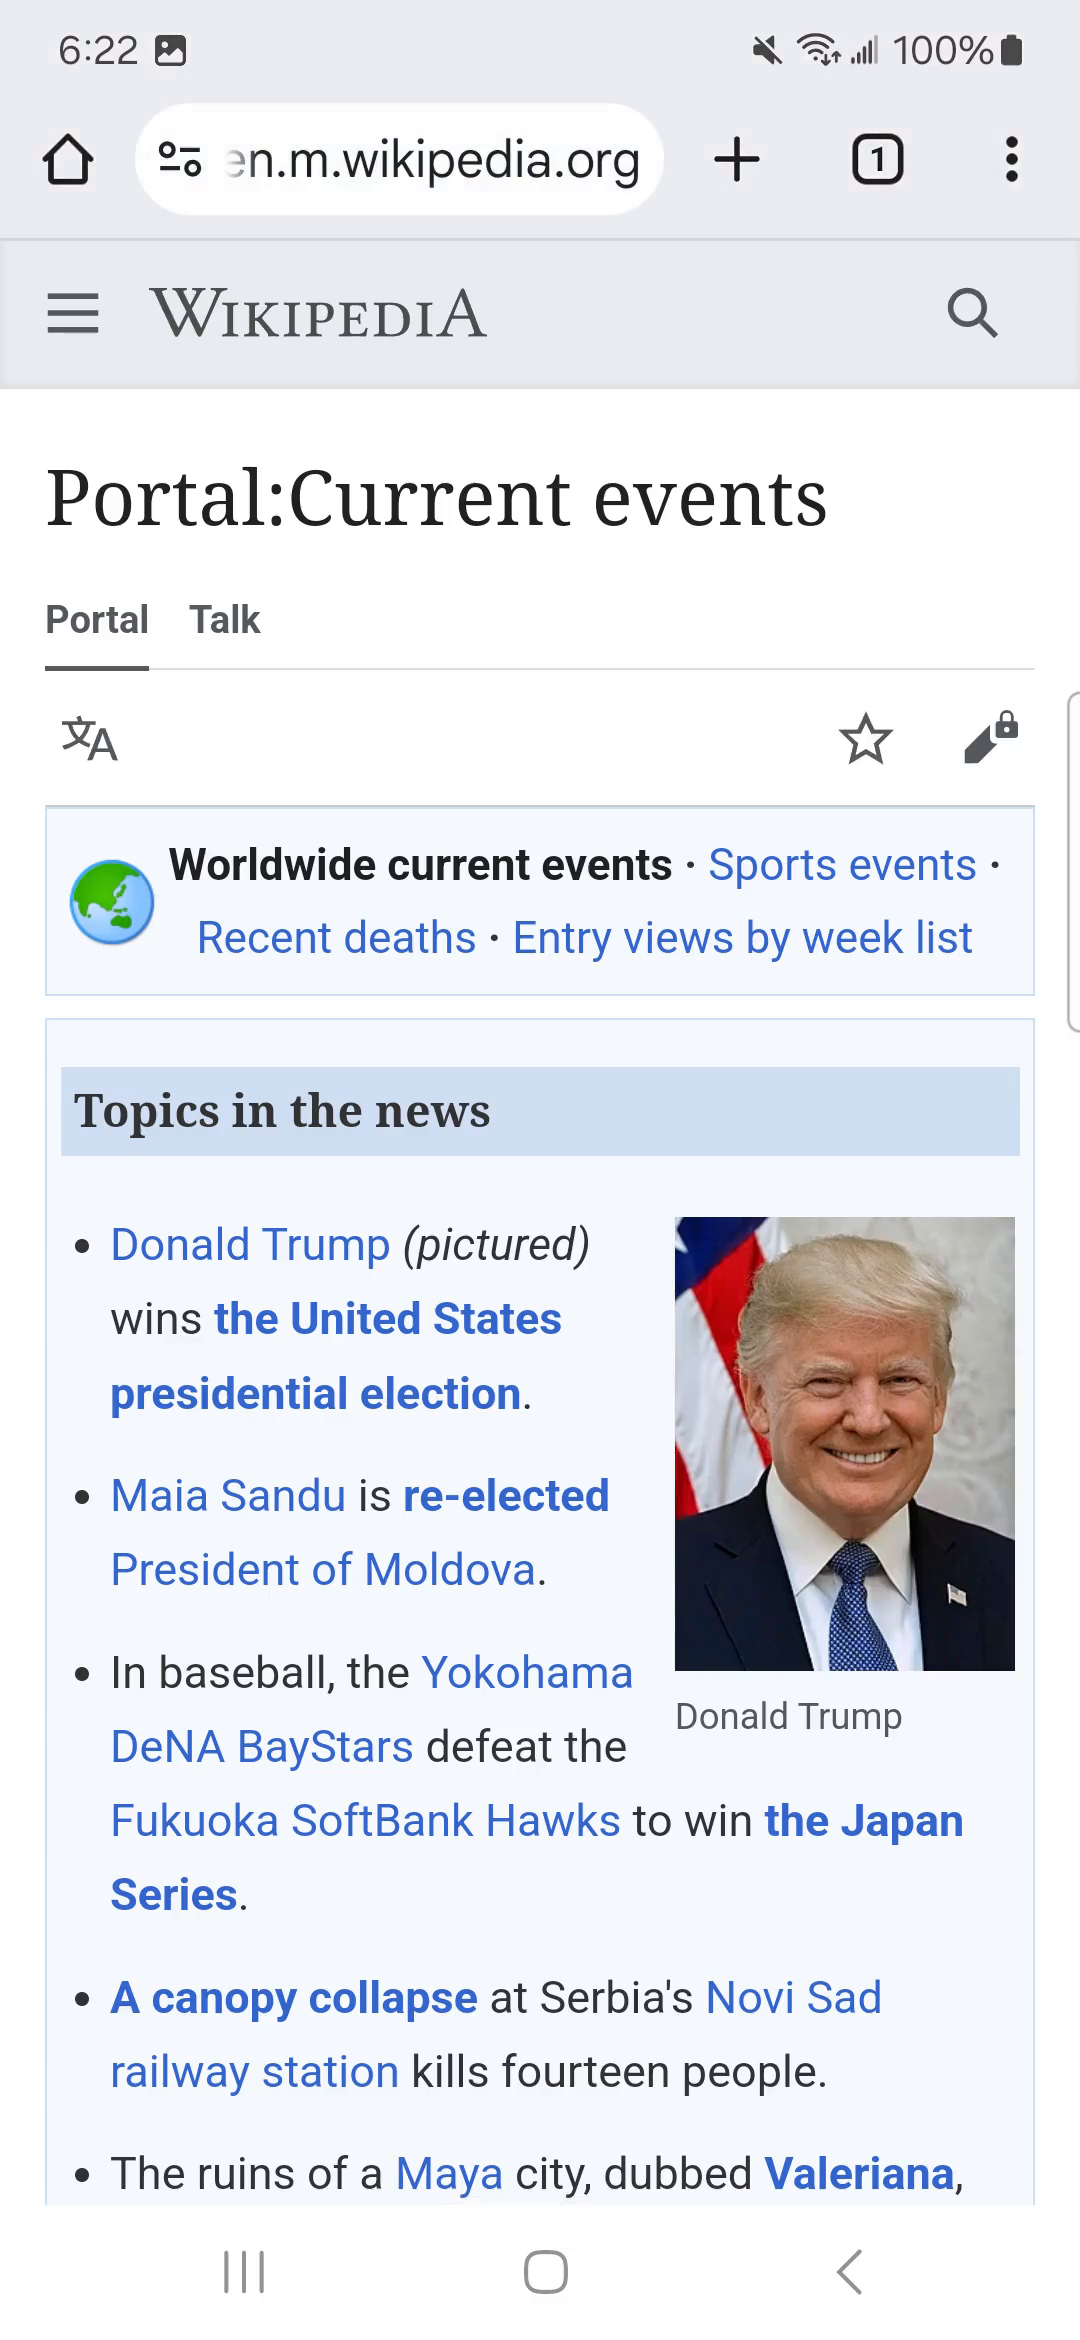 6:22 100%
en.m.wikipedia.org 1
WIKIPEDIA
Portal:Current events
Portal Talk
文A
Worldwide current events · Sports events ·
Recent deaths · Entry views by week list
Topics in the news
• Donald Trump (pictured)
wins the United States
presidential election.
• Maia Sandu is re-elected
President of Moldova.
• In baseball, the Yokohama
Donald Trump
DeNA BayStars defeat the
Fukuoka SoftBank Hawks to win the Japan
Series.
• A canopy collapse at Serbia's Novi Sad
railway station kills fourteen people.
• The ruins of a Maya city, dubbed Valeriana,